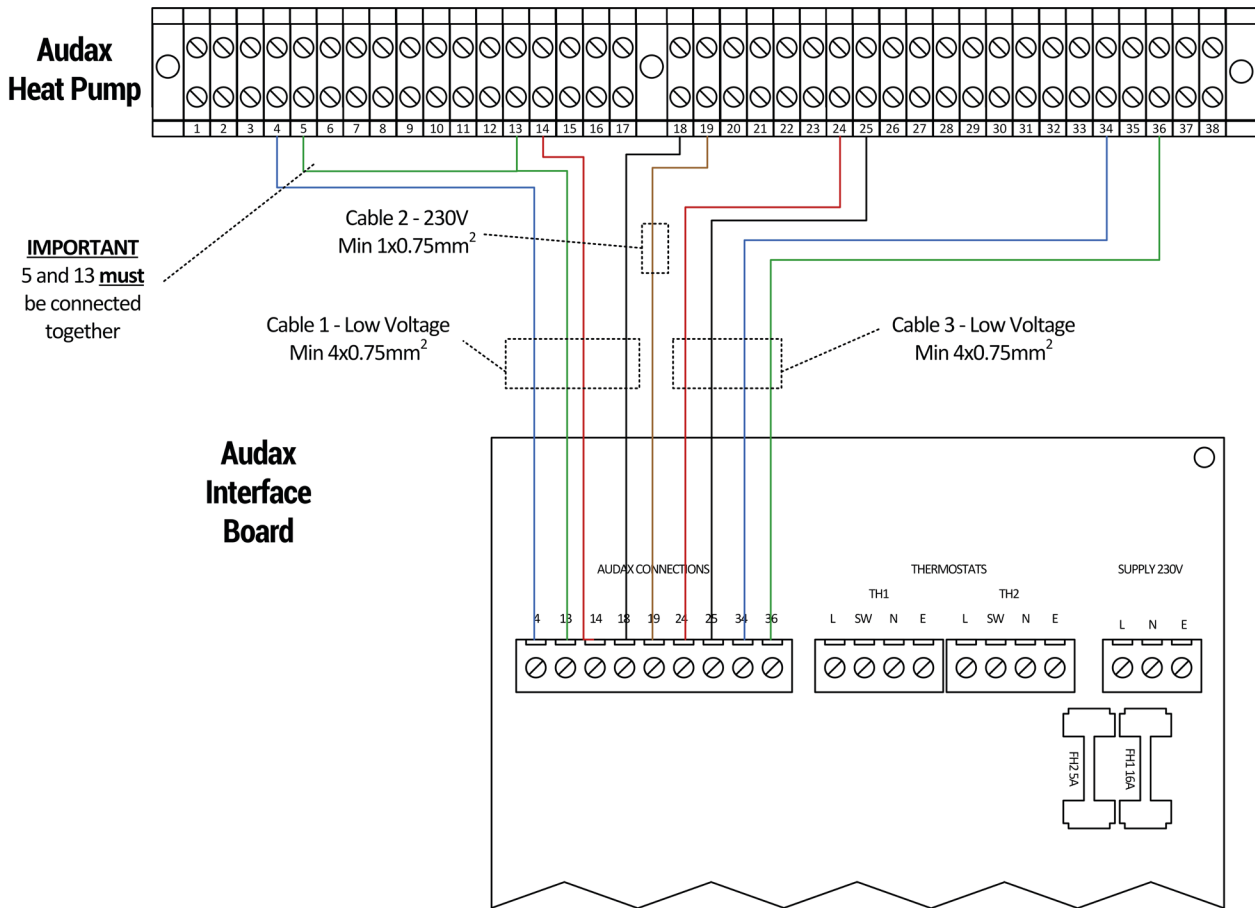 Audax
Heat Pump
1 2 3 4 5 6 7 8 9 10 11 12 13 14 15 16 17 18 19 20 21 22 23 24 25 26 27 28 29 30 31 32 33 34 35 36 37 38
IMPORTANT
5 and 13 must
be connected
together
Cable 2 - 230V
Min 1x0.75mm²
Cable 1 - Low Voltage
Min 4x0.75mm²
Cable 3 - Low Voltage
Min 4x0.75mm²
Audax
Interface
Board
AUDAX CONNECTIONS
4 13 14 18 19 24 25 34 36
THERMOSTATS
TH1
L SW N E
TH2
L SW N E
SUPPLY 230V
L N E
FH2 5A
FH1 16A